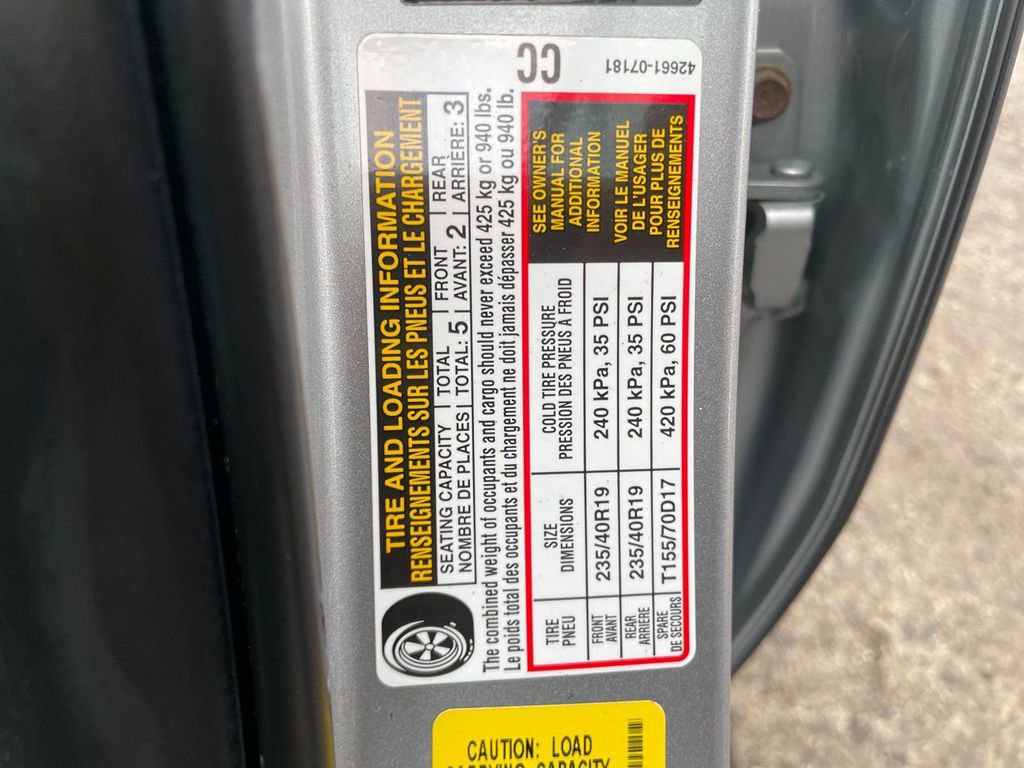 42661-07181
CC
TIRE AND LOADING INFORMATION
RENSEIGNEMENTS SUR LES PNEUS ET LE CHARGEMENT
SEATING CAPACITY TOTAL FRONT REAR
NOMBRE DE PLACES TOTAL: 5 AVANT: 2 ARRIÈRE: 3
The combined weight of occupants and cargo should never exceed 425 kg or 940 lbs.
Le poids total des occupants et du chargement ne doit jamais dépasser 425 kg ou 940 lb.
TIRE SIZE COLD TIRE PRESSURE
PNEU DIMENSIONS PRESSION DES PNEUS À FROID
FRONT
AVANT 235/40R19 240 kPa, 35 PSI
REAR
ARRIÈRE 235/40R19 240 kPa, 35 PSI
SPARE
DE SECOURS T155/70D17 420 kPa, 60 PSI
SEE OWNER'S
MANUAL FOR
ADDITIONAL
INFORMATION
VOIR LE MANUEL
DE L'USAGER
POUR PLUS DE
RENSEIGNEMENTS
CAUTION: LOAD
CARRYING CAPACITY